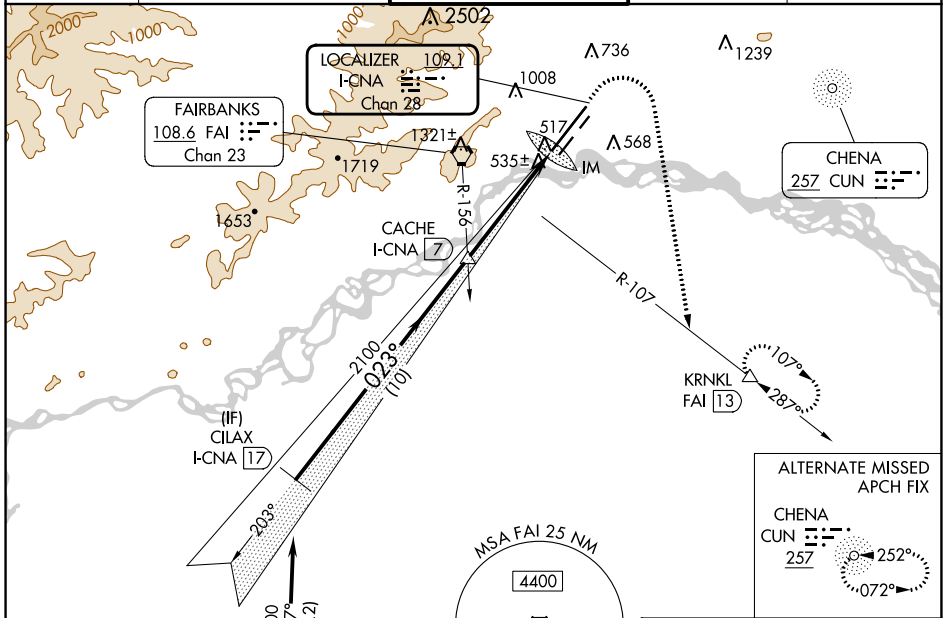 2000
1000
1000
2502
736
1239
LOCALIZER 109.1
I-CNA
Chan 28
1008
FAIRBANKS
108.6 FAI
Chan 23
1321±
517
535±
568
IM
CHENA
257 CUN
1719
1653
R-156
CACHE
I-CNA 7
R-107
2100
023°
(10)
KRNKL
FAI 13
107°
287°
(IF)
CILAX
I-CNA 17
203°
ALTERNATE MISSED
APCH FIX
CHENA
CUN
257
252°
072°
MSA FAI 25 NM
4400